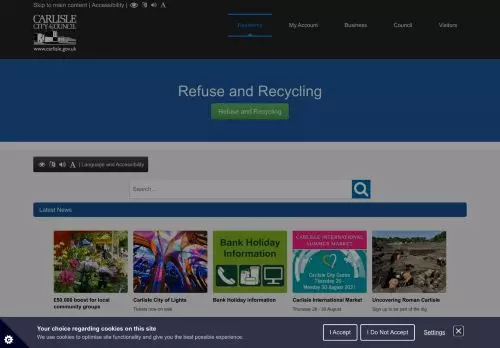 Skip to main content | Accessibility |
CARLISLE
CITY COUNCIL
www.carlisle.gov.uk
Residents
My Account
Business
Council
Visitors
Refuse and Recycling
Refuse and Recycling
| Language and Accessibility
Search...
Latest News
Bank Holiday
Information
CARLISLE INTERNATIONAL
SUMMER MARKET
Carlisle City Centre
Thursday 26 -
Monday 30 August 2021
£50,000 boost for local
community groups
Carlisle City of Lights
Tickets now on sale
Bank Holiday information
Carlisle International Market
Thursday 26 - 30 August
Uncovering Roman Carlisle
Sign up to be part of the dig
Your choice regarding cookies on this site
We use cookies to optimise site functionality and give you the best possible experience.
I Accept
I Do Not Accept
Settings